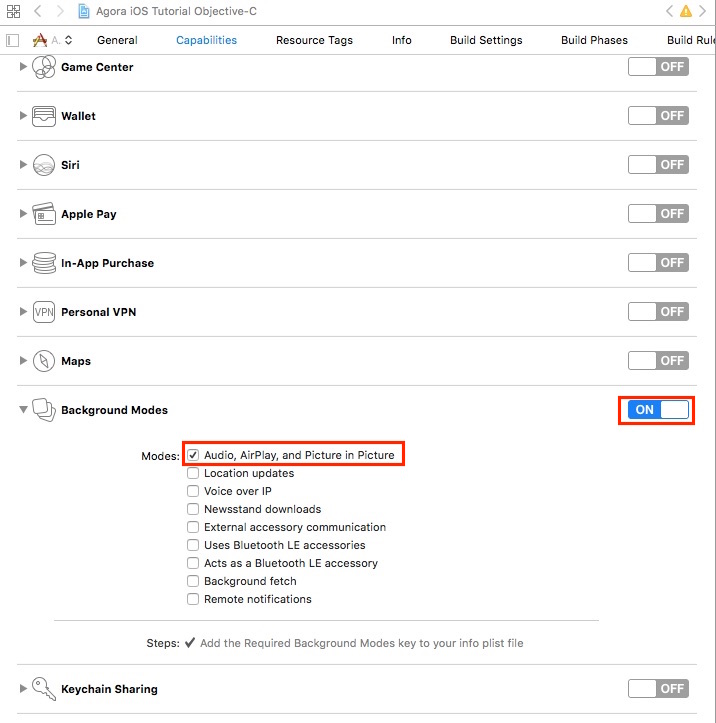 Agora iOS Tutorial Objective-C
A. General Capabilities Resource Tags Info Build Settings Build Phases Build Rule
Game Center OFF
Wallet OFF
Siri OFF
Apple Pay OFF
In-App Purchase OFF
VPN Personal VPN OFF
Maps OFF
Background Modes ON
Modes: Audio, AirPlay, and Picture in Picture
Location updates
Voice over IP
Newsstand downloads
External accessory communication
Uses Bluetooth LE accessories
Acts as a Bluetooth LE accessory
Background fetch
Remote notifications
Steps: ✔ Add the Required Background Modes key to your info plist file
Keychain Sharing OFF